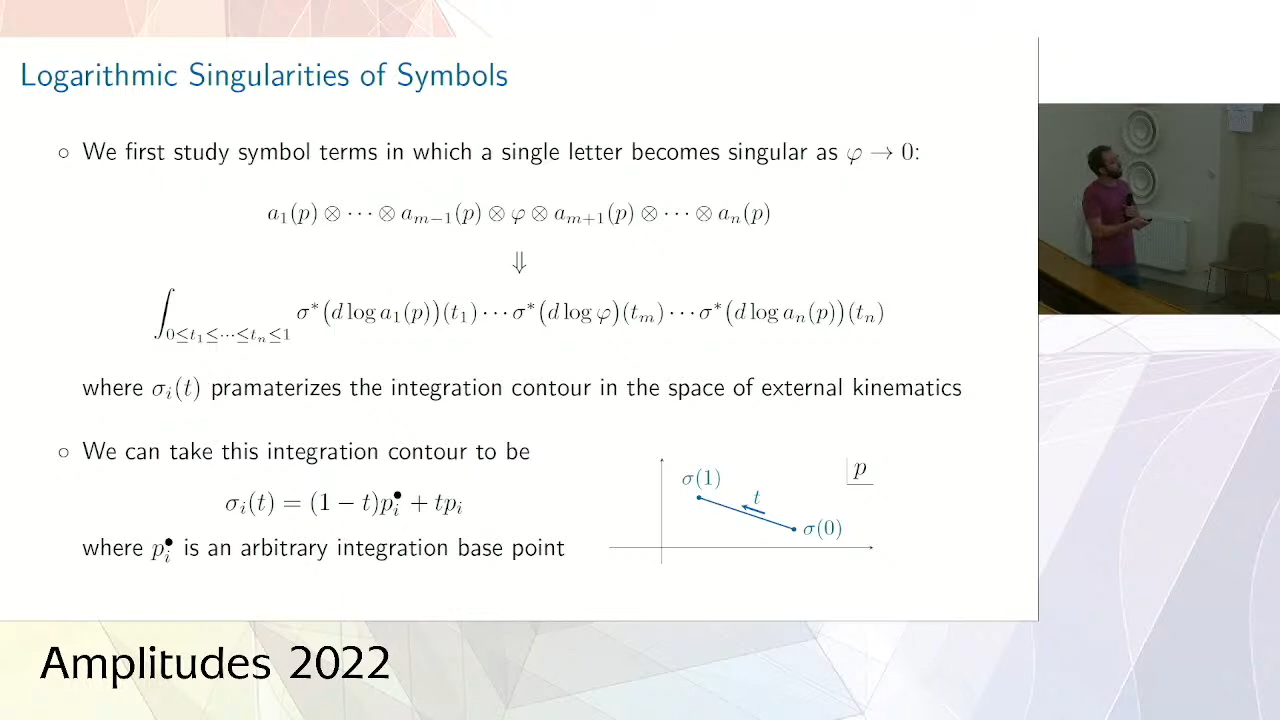 Logarithmic Singularities of Symbols
○ We first study symbol terms in which a single letter becomes singular as φ → 0:
a₁(p) ⊗ ⋯ ⊗ aₘ₋₁(p) ⊗ φ ⊗ aₘ₊₁(p) ⊗ ⋯ ⊗ aₙ(p)
⇓
∫_{0≤t₁≤⋯≤tₙ≤1} σ*(d log a₁(p))(t₁) ⋯ σ*(d log φ)(tₘ) ⋯ σ*(d log aₙ(p))(tₙ)
where σᵢ(t) pramaterizes the integration contour in the space of external kinematics
○ We can take this integration contour to be
σᵢ(t) = (1 − t)pᵢ• + tpᵢ
where pᵢ• is an arbitrary integration base point
σ(1)
t
σ(0)
p
Amplitudes 2022